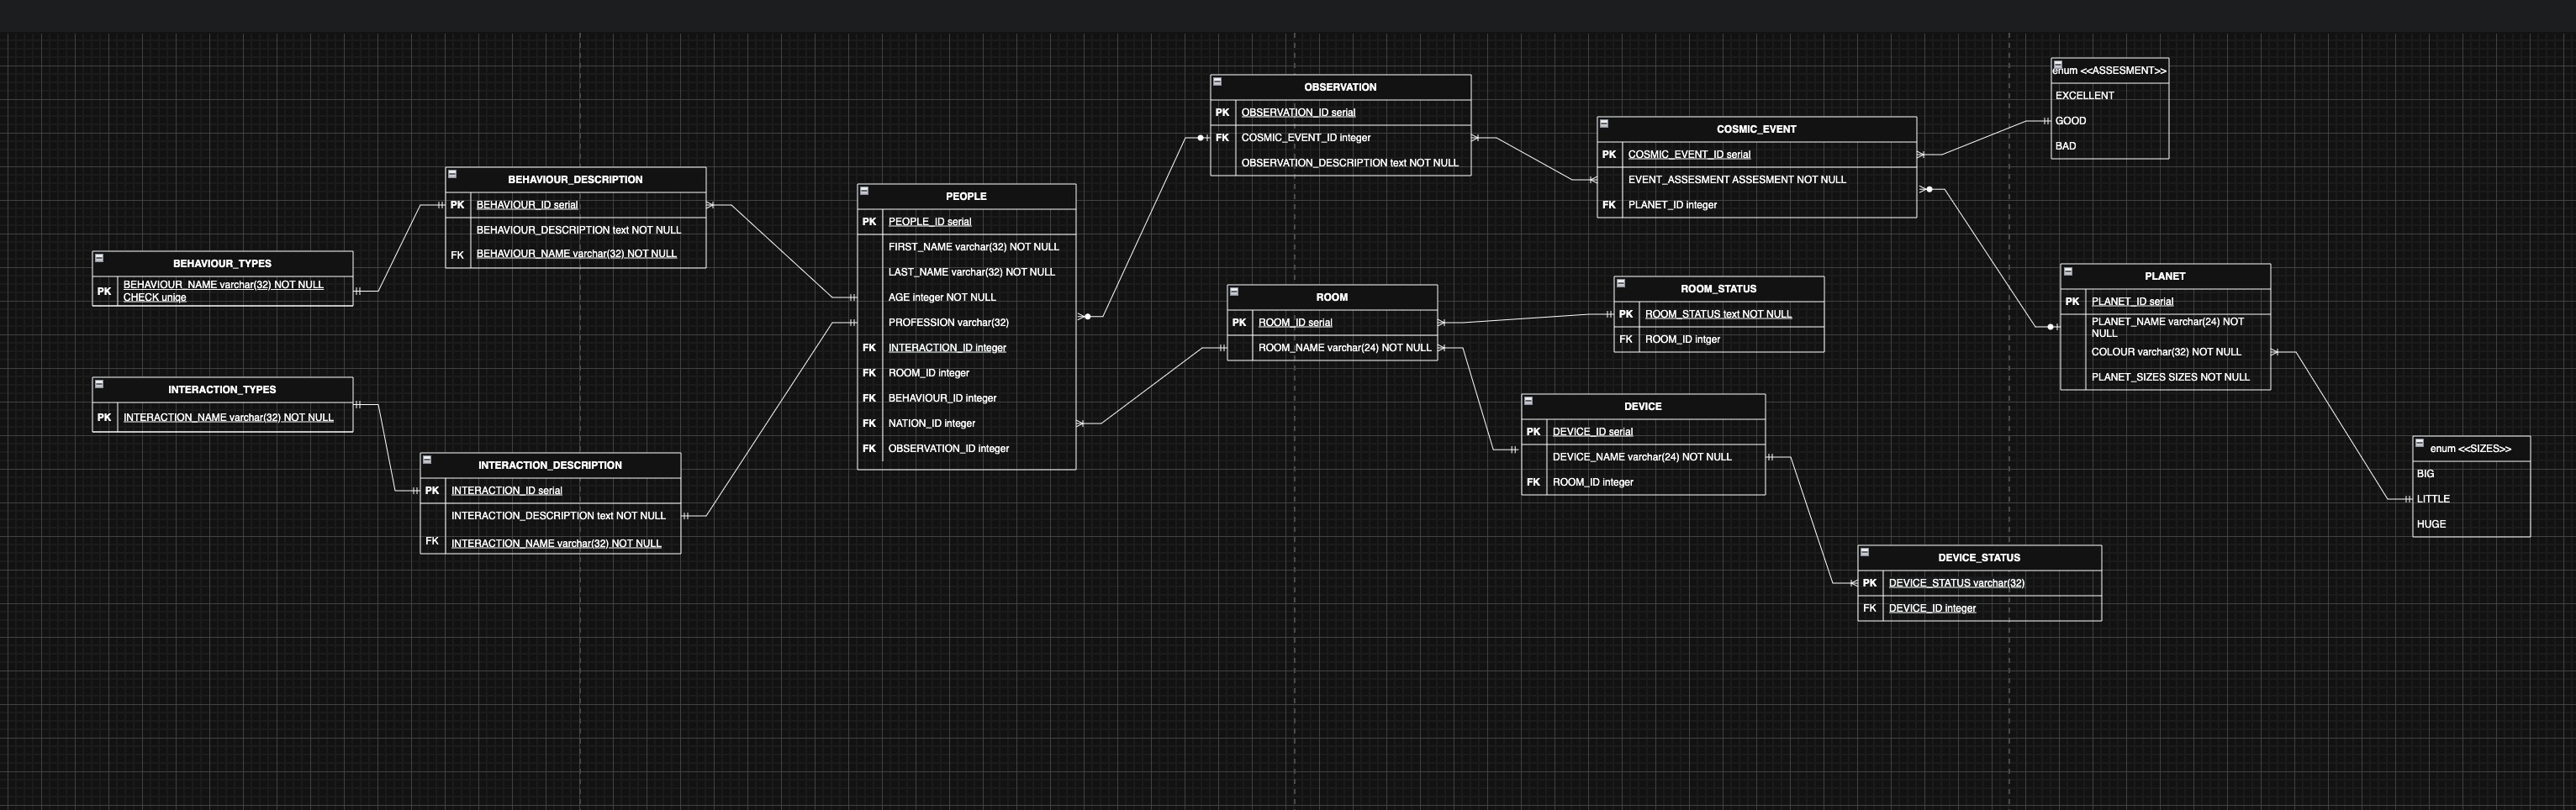 BEHAVIOUR_TYPES
PK BEHAVIOUR_NAME varchar(32) NOT NULL
CHECK uniqe
INTERACTION_TYPES
PK INTERACTION_NAME varchar(32) NOT NULL
BEHAVIOUR_DESCRIPTION
PK BEHAVIOUR_ID serial
BEHAVIOUR_DESCRIPTION text NOT NULL
FK BEHAVIOUR_NAME varchar(32) NOT NULL
INTERACTION_DESCRIPTION
PK INTERACTION_ID serial
INTERACTION_DESCRIPTION text NOT NULL
FK INTERACTION_NAME varchar(32) NOT NULL
PEOPLE
PK PEOPLE_ID serial
FIRST_NAME varchar(32) NOT NULL
LAST_NAME varchar(32) NOT NULL
AGE integer NOT NULL
PROFESSION varchar(32)
FK INTERACTION_ID integer
FK ROOM_ID integer
FK BEHAVIOUR_ID integer
FK NATION_ID integer
FK OBSERVATION_ID integer
OBSERVATION
PK OBSERVATION_ID serial
FK COSMIC_EVENT_ID integer
OBSERVATION_DESCRIPTION text NOT NULL
ROOM
PK ROOM_ID serial
ROOM_NAME varchar(24) NOT NULL
COSMIC_EVENT
PK COSMIC_EVENT_ID serial
EVENT_ASSESMENT ASSESMENT NOT NULL
FK PLANET_ID integer
ROOM_STATUS
PK ROOM_STATUS text NOT NULL
FK ROOM_ID intger
DEVICE
PK DEVICE_ID serial
DEVICE_NAME varchar(24) NOT NULL
FK ROOM_ID integer
DEVICE_STATUS
PK DEVICE_STATUS varchar(32)
FK DEVICE_ID integer
enum <<ASSESMENT>>
EXCELLENT
GOOD
BAD
PLANET
PK PLANET_ID serial
PLANET_NAME varchar(24) NOT
NULL
COLOUR varchar(32) NOT NULL
PLANET_SIZES SIZES NOT NULL
enum <<SIZES>>
BIG
LITTLE
HUGE